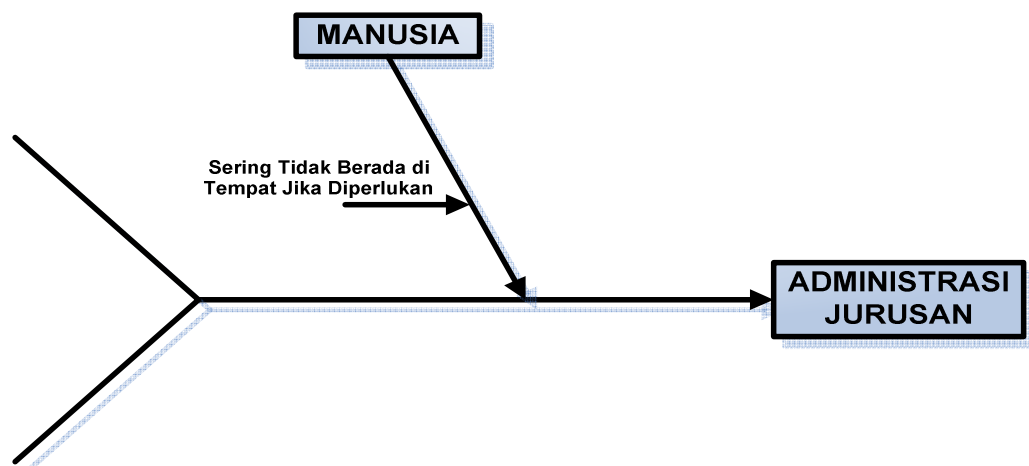 MANUSIA
Sering Tidak Berada di
Tempat Jika Diperlukan
ADMINISTRASI
JURUSAN